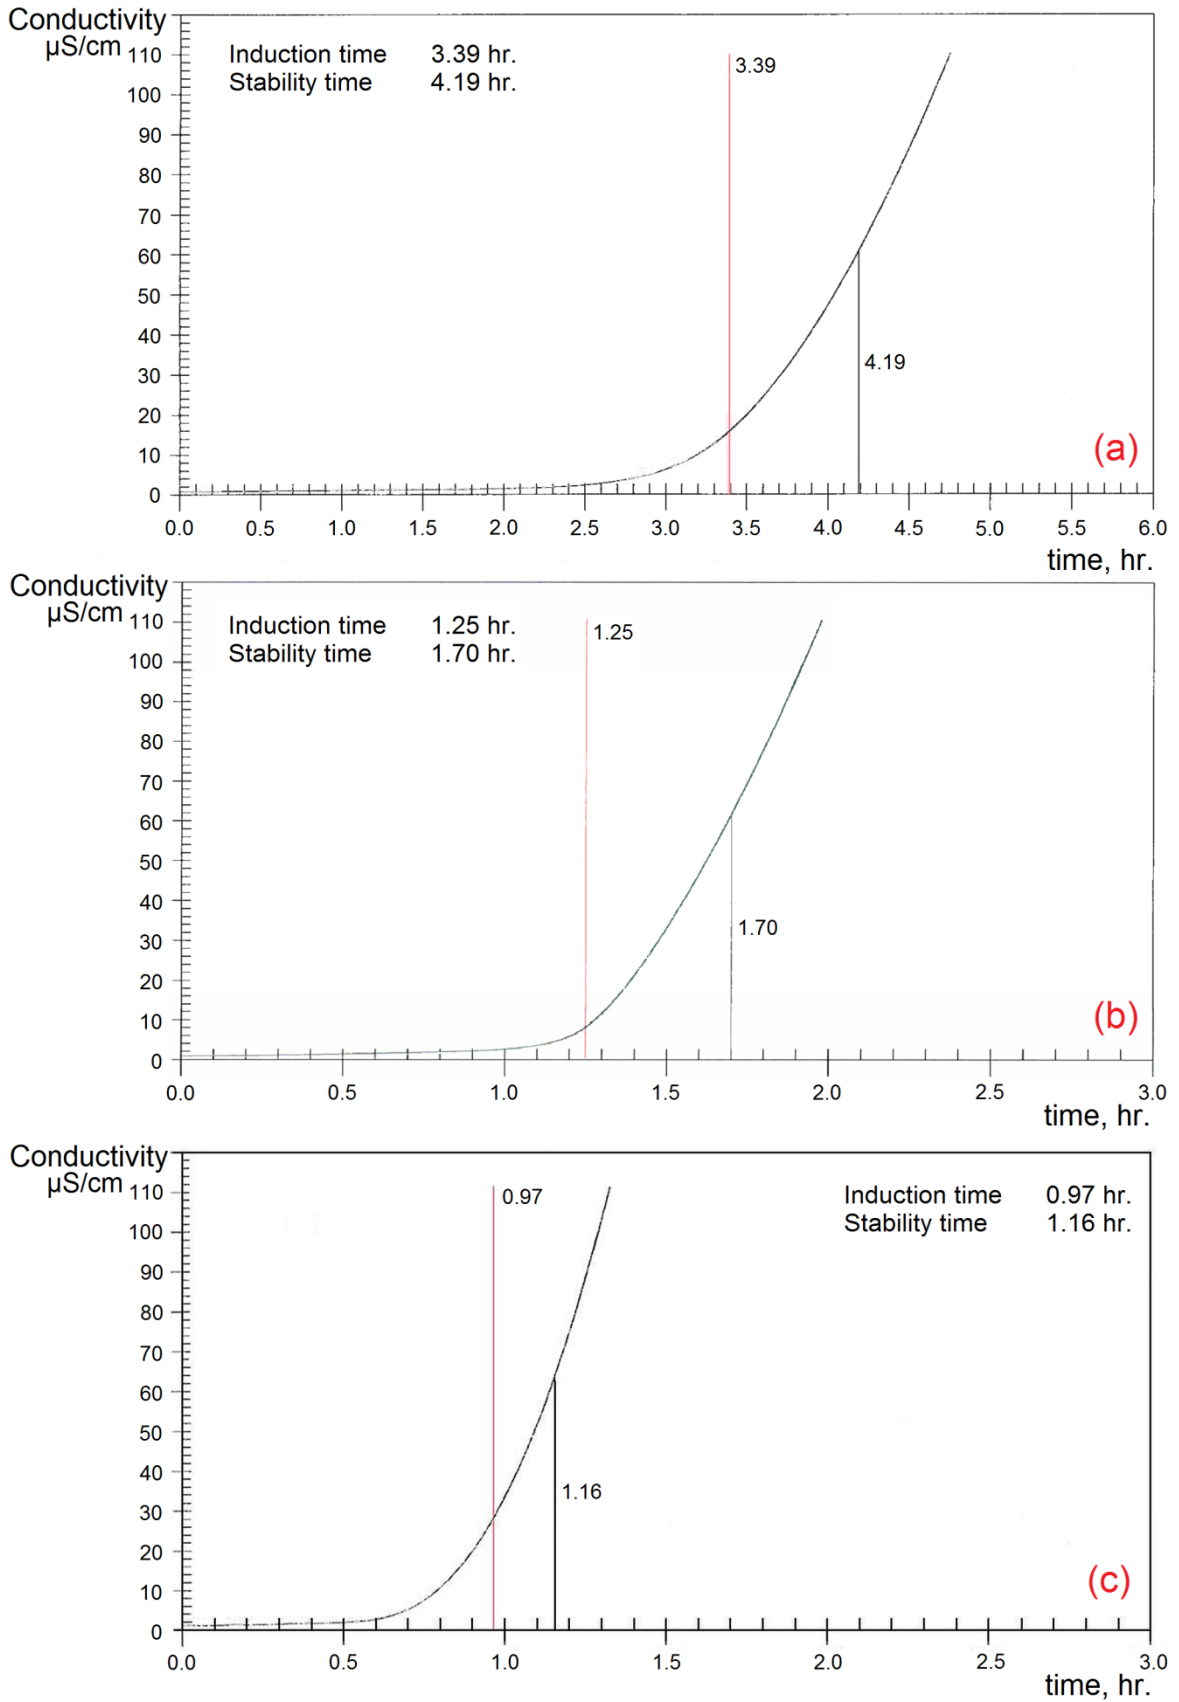 Conductivity
µS/cm
Induction time 3.39 hr.
Stability time 4.19 hr.
3.39
110
100
90
80
70
60
50
40
30
20
10
0
4.19
(a)
0.0 0.5 1.0 1.5 2.0 2.5 3.0 3.5 4.0 4.5 5.0 5.5 6.0
time, hr.
Conductivity
µS/cm
Induction time 1.25 hr.
Stability time 1.70 hr.
1.25
110
100
90
80
70
60
50
40
30
20
10
0
1.70
(b)
0.0 0.5 1.0 1.5 2.0 2.5 3.0
time, hr.
Conductivity
µS/cm
0.97
Induction time 0.97 hr.
Stability time 1.16 hr.
110
100
90
80
70
60
50
40
30
20
10
0
1.16
(c)
0.0 0.5 1.0 1.5 2.0 2.5 3.0
time, hr.